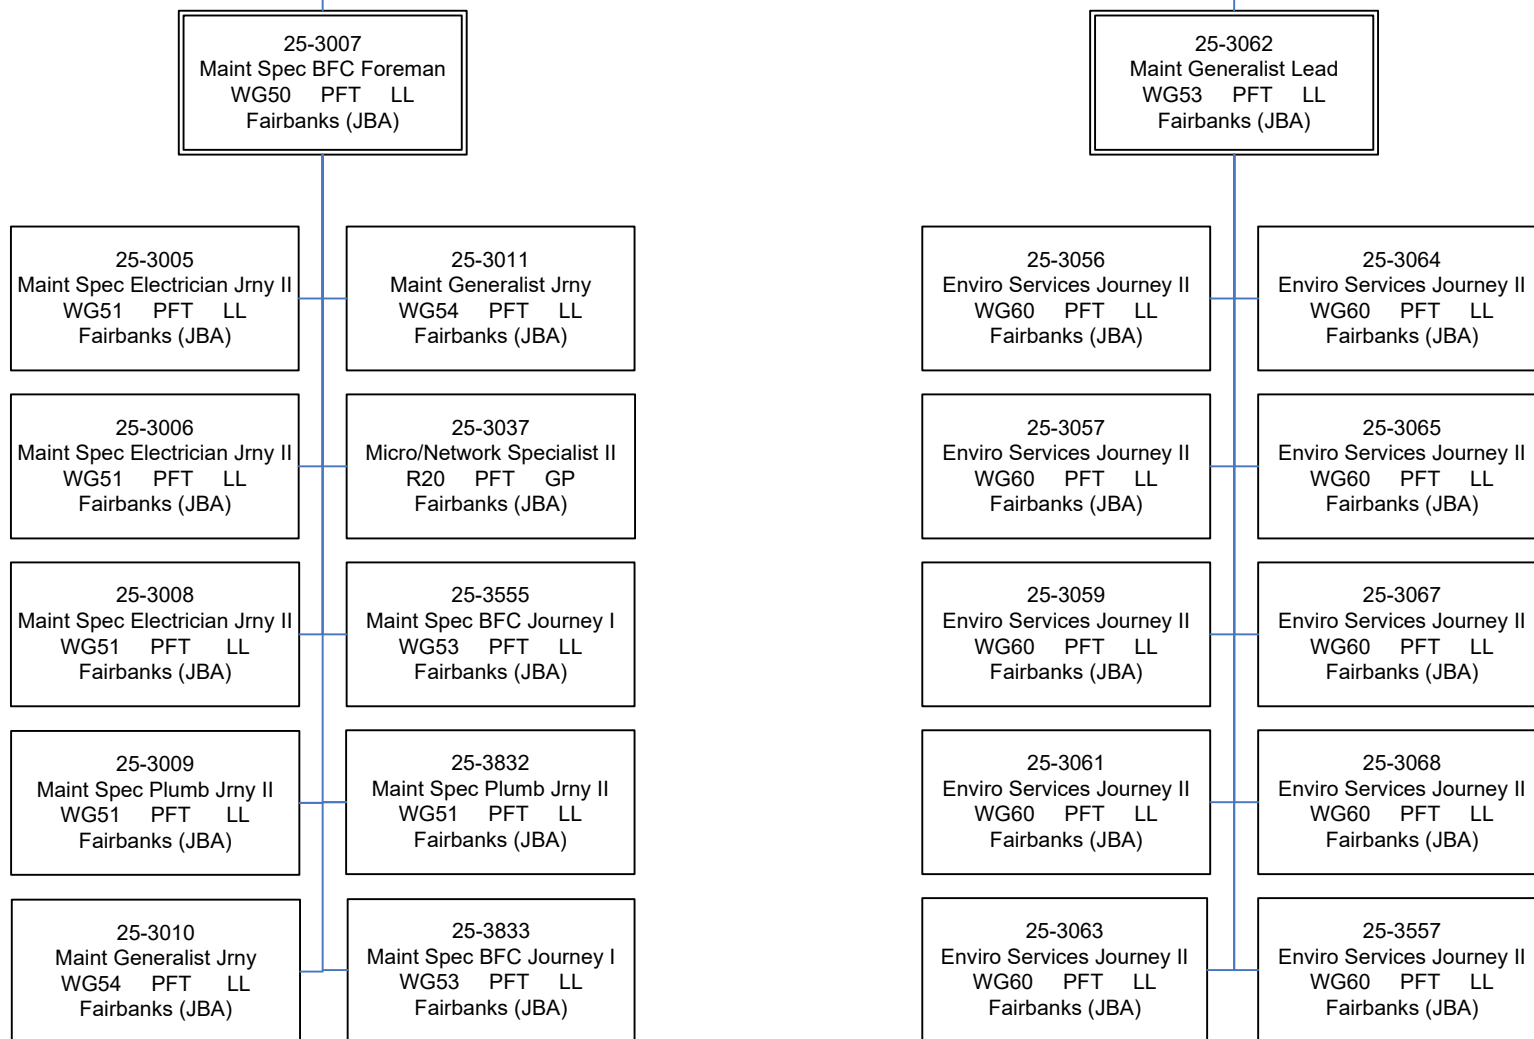 25-3007
Maint Spec BFC Foreman
WG50 PFT LL
Fairbanks (JBA)
25-3062
Maint Generalist Lead
WG53 PFT LL
Fairbanks (JBA)
25-3005
Maint Spec Electrician Jrny II
WG51 PFT LL
Fairbanks (JBA)
25-3011
Maint Generalist Jrny
WG54 PFT LL
Fairbanks (JBA)
25-3056
Enviro Services Journey II
WG60 PFT LL
Fairbanks (JBA)
25-3064
Enviro Services Journey II
WG60 PFT LL
Fairbanks (JBA)
25-3006
Maint Spec Electrician Jrny II
WG51 PFT LL
Fairbanks (JBA)
25-3037
Micro/Network Specialist II
R20 PFT GP
Fairbanks (JBA)
25-3057
Enviro Services Journey II
WG60 PFT LL
Fairbanks (JBA)
25-3065
Enviro Services Journey II
WG60 PFT LL
Fairbanks (JBA)
25-3008
Maint Spec Electrician Jrny II
WG51 PFT LL
Fairbanks (JBA)
25-3555
Maint Spec BFC Journey I
WG53 PFT LL
Fairbanks (JBA)
25-3059
Enviro Services Journey II
WG60 PFT LL
Fairbanks (JBA)
25-3067
Enviro Services Journey II
WG60 PFT LL
Fairbanks (JBA)
25-3009
Maint Spec Plumb Jrny II
WG51 PFT LL
Fairbanks (JBA)
25-3832
Maint Spec Plumb Jrny II
WG51 PFT LL
Fairbanks (JBA)
25-3061
Enviro Services Journey II
WG60 PFT LL
Fairbanks (JBA)
25-3068
Enviro Services Journey II
WG60 PFT LL
Fairbanks (JBA)
25-3010
Maint Generalist Jrny
WG54 PFT LL
Fairbanks (JBA)
25-3833
Maint Spec BFC Journey I
WG53 PFT LL
Fairbanks (JBA)
25-3063
Enviro Services Journey II
WG60 PFT LL
Fairbanks (JBA)
25-3557
Enviro Services Journey II
WG60 PFT LL
Fairbanks (JBA)